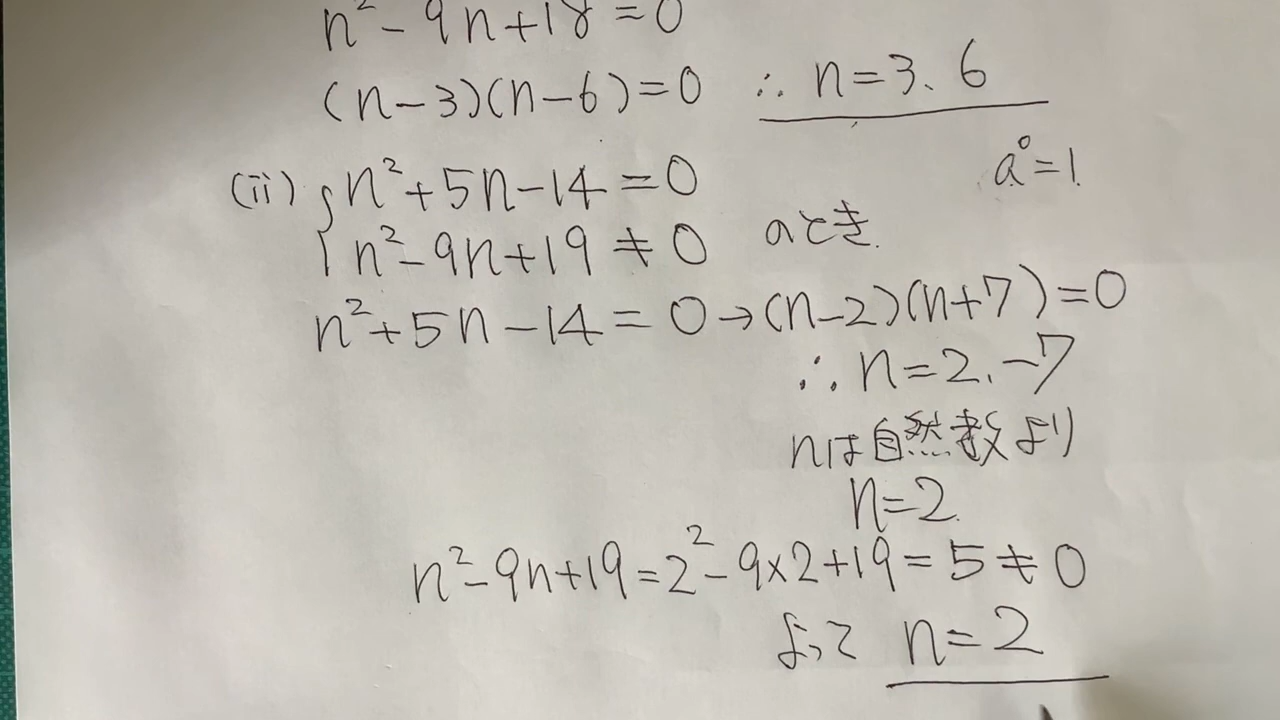 n²-9n+18=0
(n-3)(n-6)=0 ∴ n=3、6
a⁰=1
(ii) { n²+5n-14=0
n²-9n+19≠0 のとき
n²+5n-14=0→(n-2)(n+7)=0
∴ n=2、-7
nは自然数より
n=2
n²-9n+19=2²-9×2+19=5≠0
よって n=2